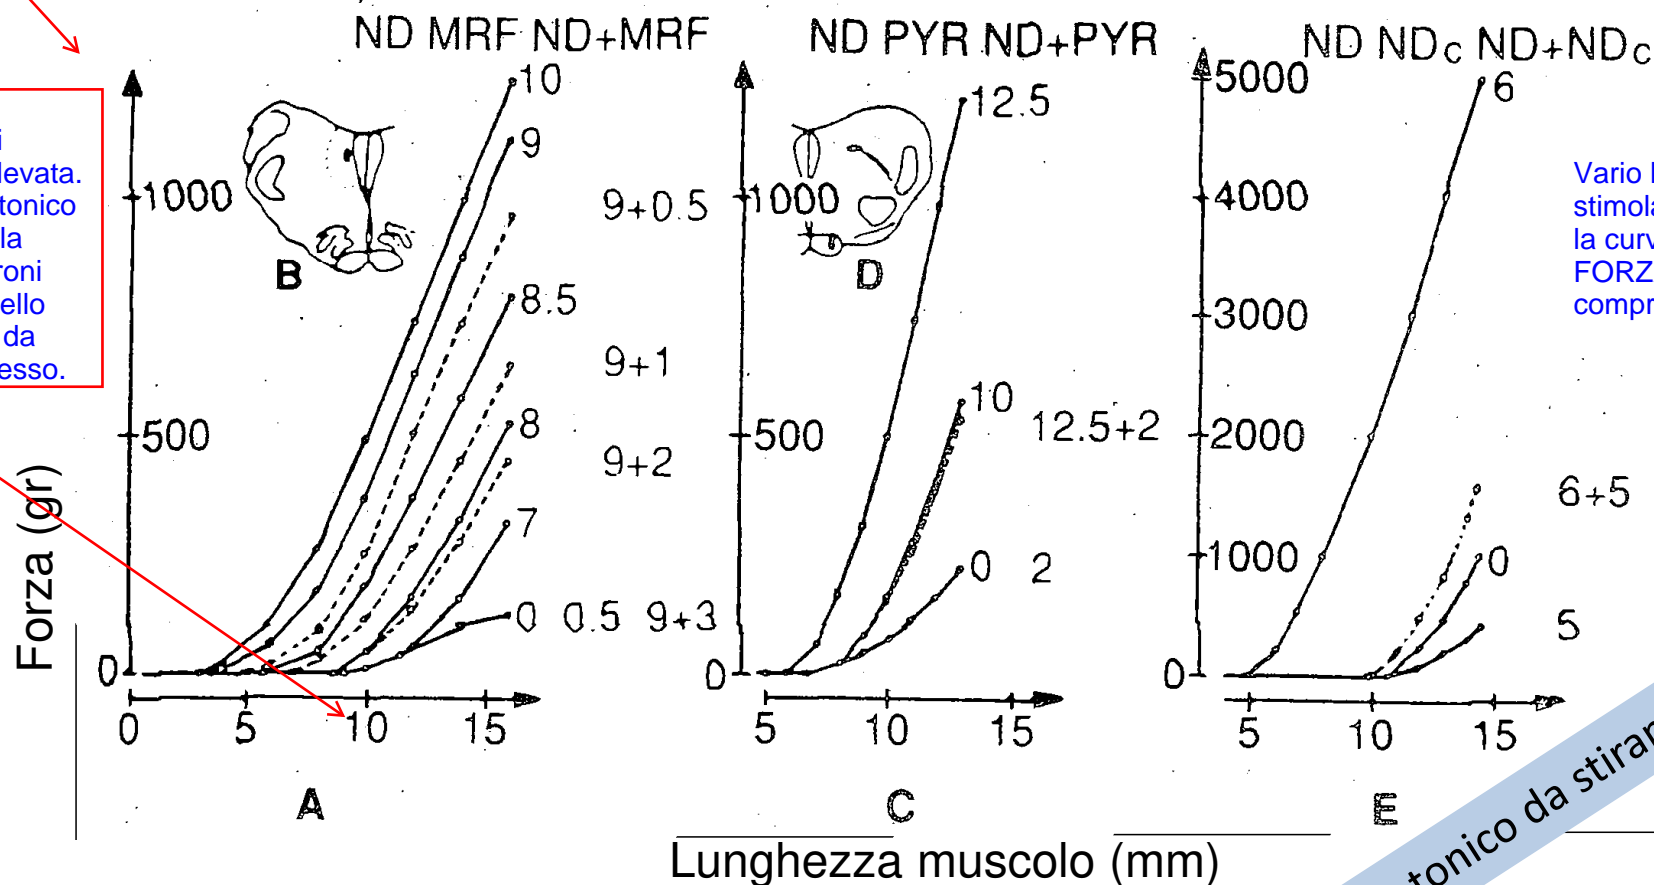 ND MRF ND+MRF
ND PYR ND+PYR
ND NDc ND+NDc
levata.
tonico
la
roni
ello
da
esso.
Forza (gr)
1000
500
0
B
10
9
8.5
8
7
0 0.5 9+3
9+0.5
9+1
9+2
0 5 10 15
A
1000
500
0
D
12.5
10
12.5+2
0 2
5 10 15
C
5000
4000
3000
2000
1000
0
6
6+5
0
5
5 10 15
E
Vario
stimola
la curv
FORZ
compr
tonico da stirar
Lunghezza muscolo (mm)